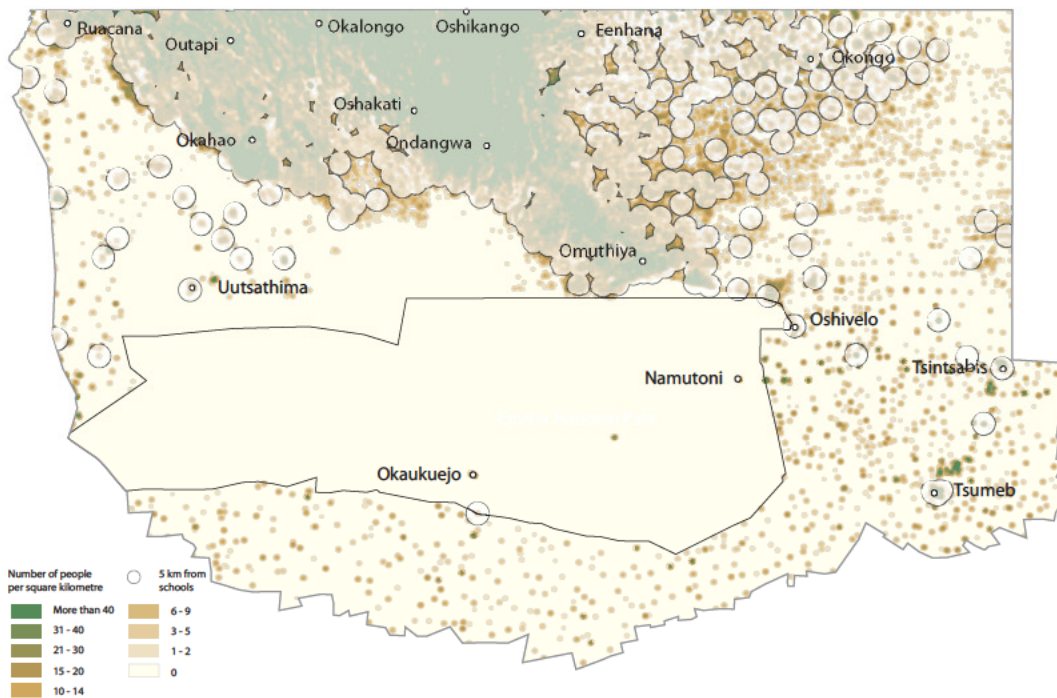 Ruacana
Okalongo
Oshikango
Outapi
Eenhana
Okongo
Oshakati
Okahao
Ondangwa
Omuthiya
Uutsathima
Oshivelo
Tsintsabis
Namutoni
Okaukuejo
Tsumeb
Number of people
per square kilometre
5 km from
schools
More than 40
31 - 40
21 - 30
15 - 20
10 - 14
6 - 9
3 - 5
1 - 2
0